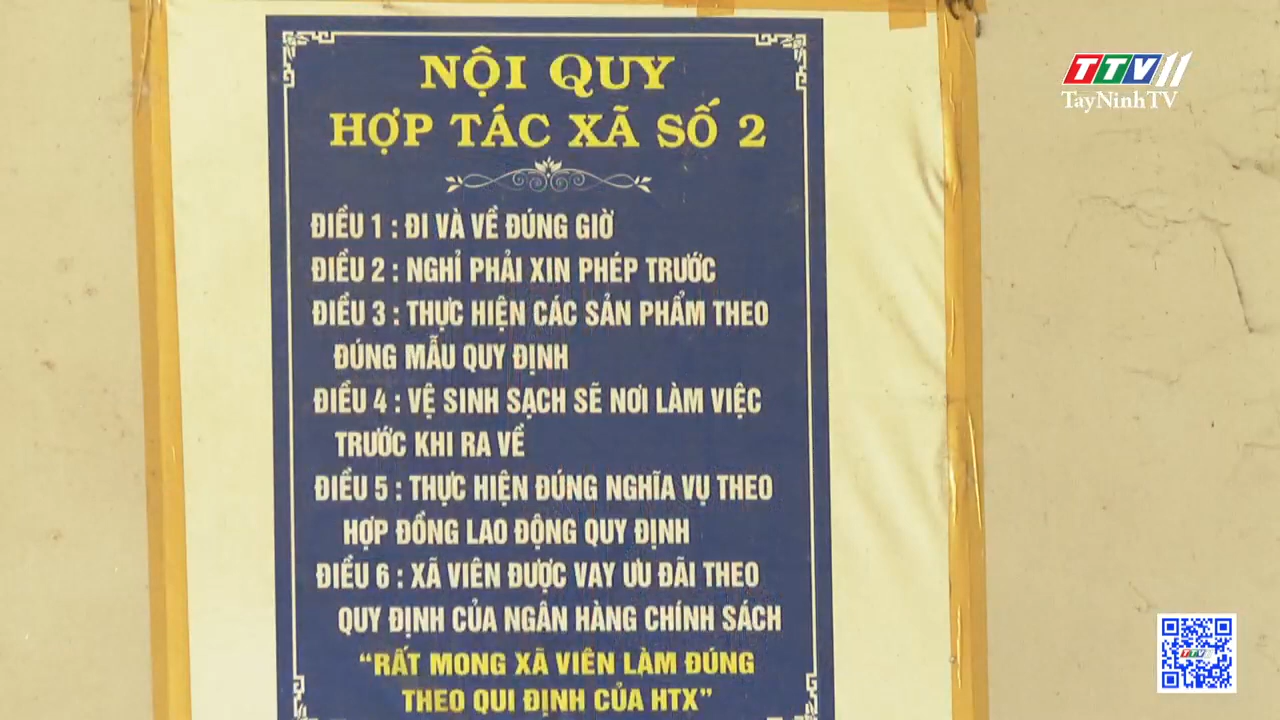 NỘI QUY
HỢP TÁC XÃ SỐ 2
ĐIỀU 1 : ĐI VÀ VỀ ĐÚNG GIỜ
ĐIỀU 2 : NGHỈ PHẢI XIN PHÉP TRƯỚC
ĐIỀU 3 : THỰC HIỆN CÁC SẢN PHẨM THEO
ĐÚNG MẪU QUY ĐỊNH
ĐIỀU 4 : VỆ SINH SẠCH SẼ NƠI LÀM VIỆC
TRƯỚC KHI RA VỀ
ĐIỀU 5 : THỰC HIỆN ĐÚNG NGHĨA VỤ THEO
HỢP ĐỒNG LAO ĐỘNG QUY ĐỊNH
ĐIỀU 6 : XÃ VIÊN ĐƯỢC VAY ƯU ĐÃI THEO
QUY ĐỊNH CỦA NGÂN HÀNG CHÍNH SÁCH
“RẤT MONG XÃ VIÊN LÀM ĐÚNG
THEO QUI ĐỊNH CỦA HTX”
TTV11
TayNinhTV
TTV11